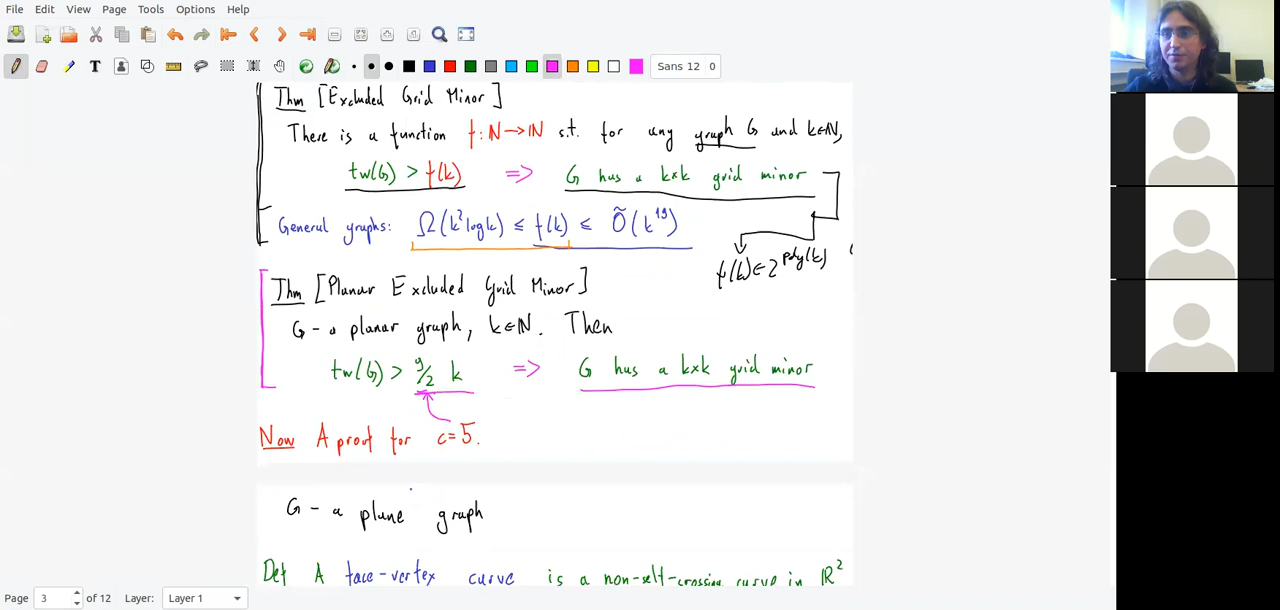 File Edit View Page Tools Options Help
Sans 12 0
Thm [Excluded Grid Minor]
There is a function f: N → N s.t. for any graph G and k∈N,
tw(G) > f(k) ⇒ G has a k×k grid minor
General graphs: Ω(k² log k) ≤ f(k) ≤ Õ(k¹⁹)
f(k) ∈ 2^poly(k)
Thm [Planar Excluded Grid Minor]
G - a planar graph, k∈N. Then
tw(G) > 9/2 k ⇒ G has a k×k grid minor
Now A proof for c=5.
G - a plane graph
Def A face-vertex curve is a non-self-crossing curve in ℝ²
Page 3 of 12 Layer: Layer 1